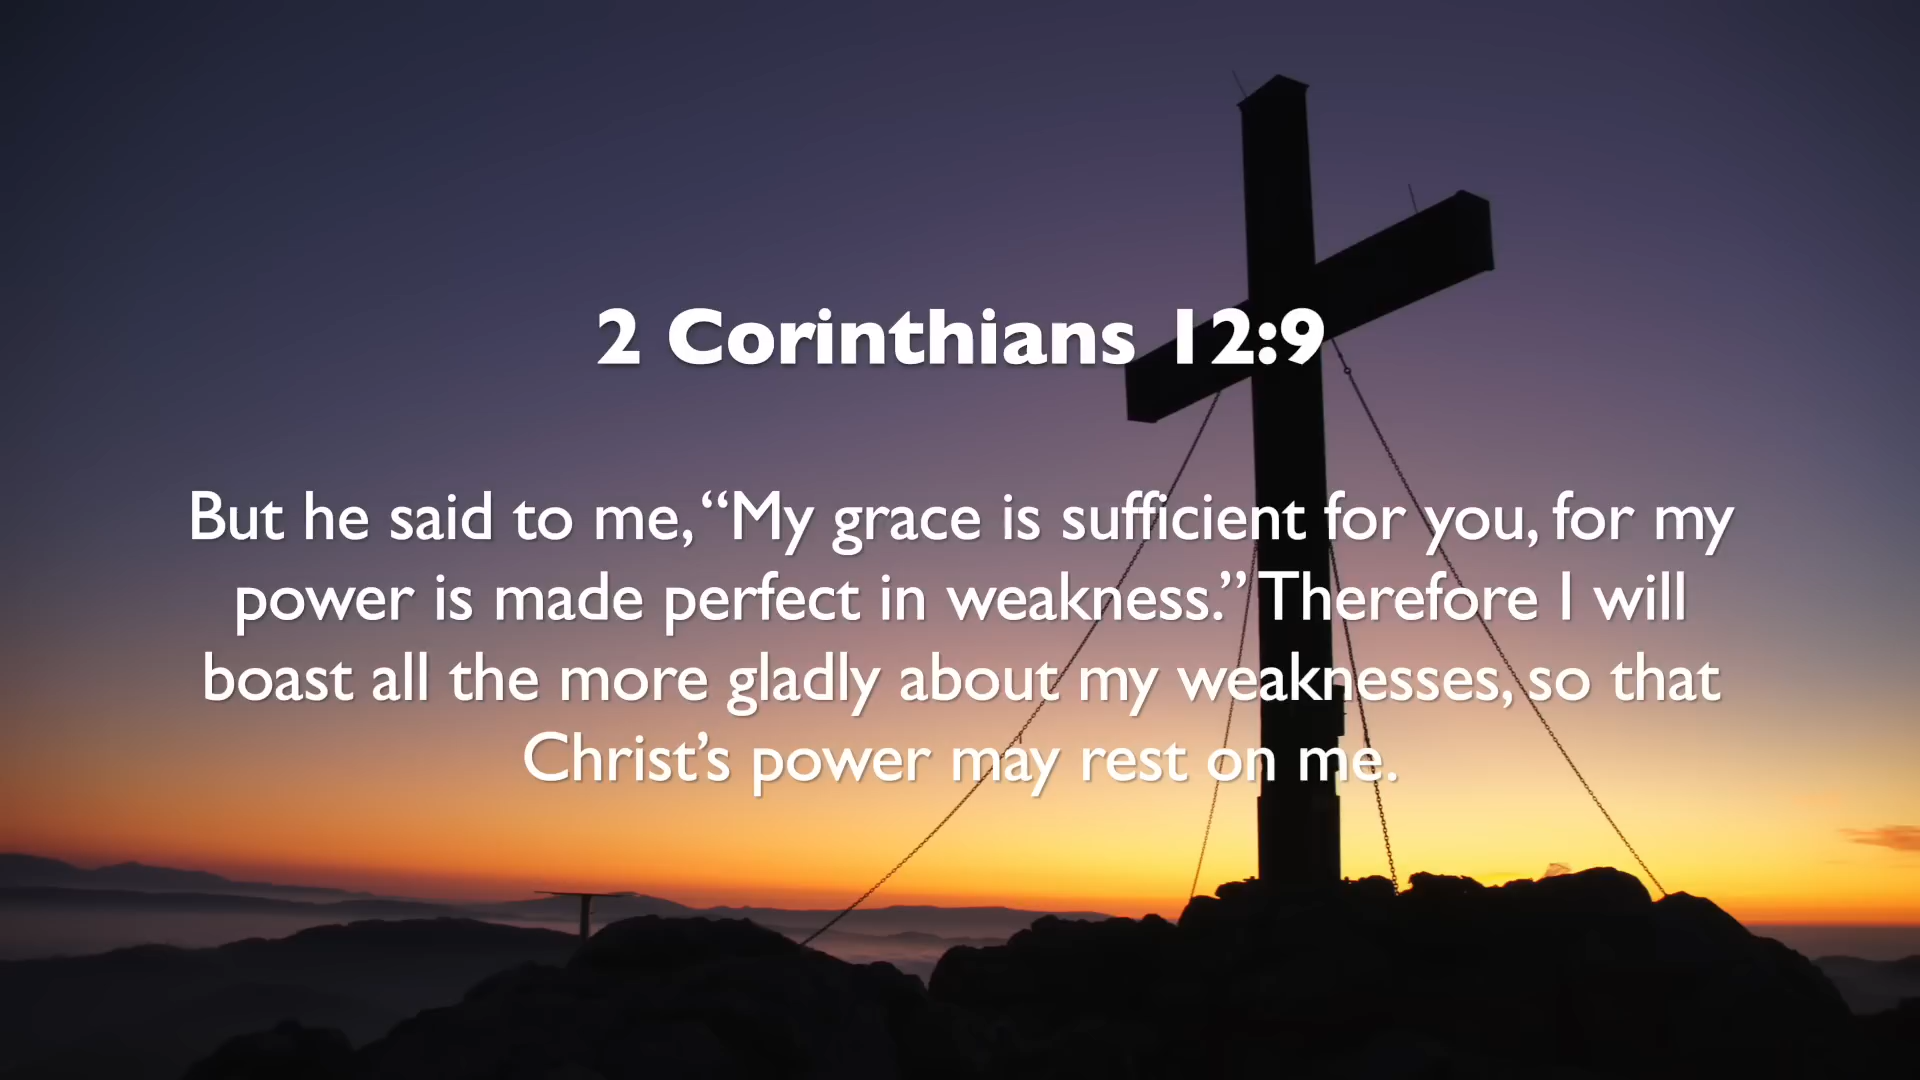 2 Corinthians 12:9
But he said to me, “My grace is sufficient for you, for my
power is made perfect in weakness.” Therefore I will
boast all the more gladly about my weaknesses, so that
Christ’s power may rest on me.